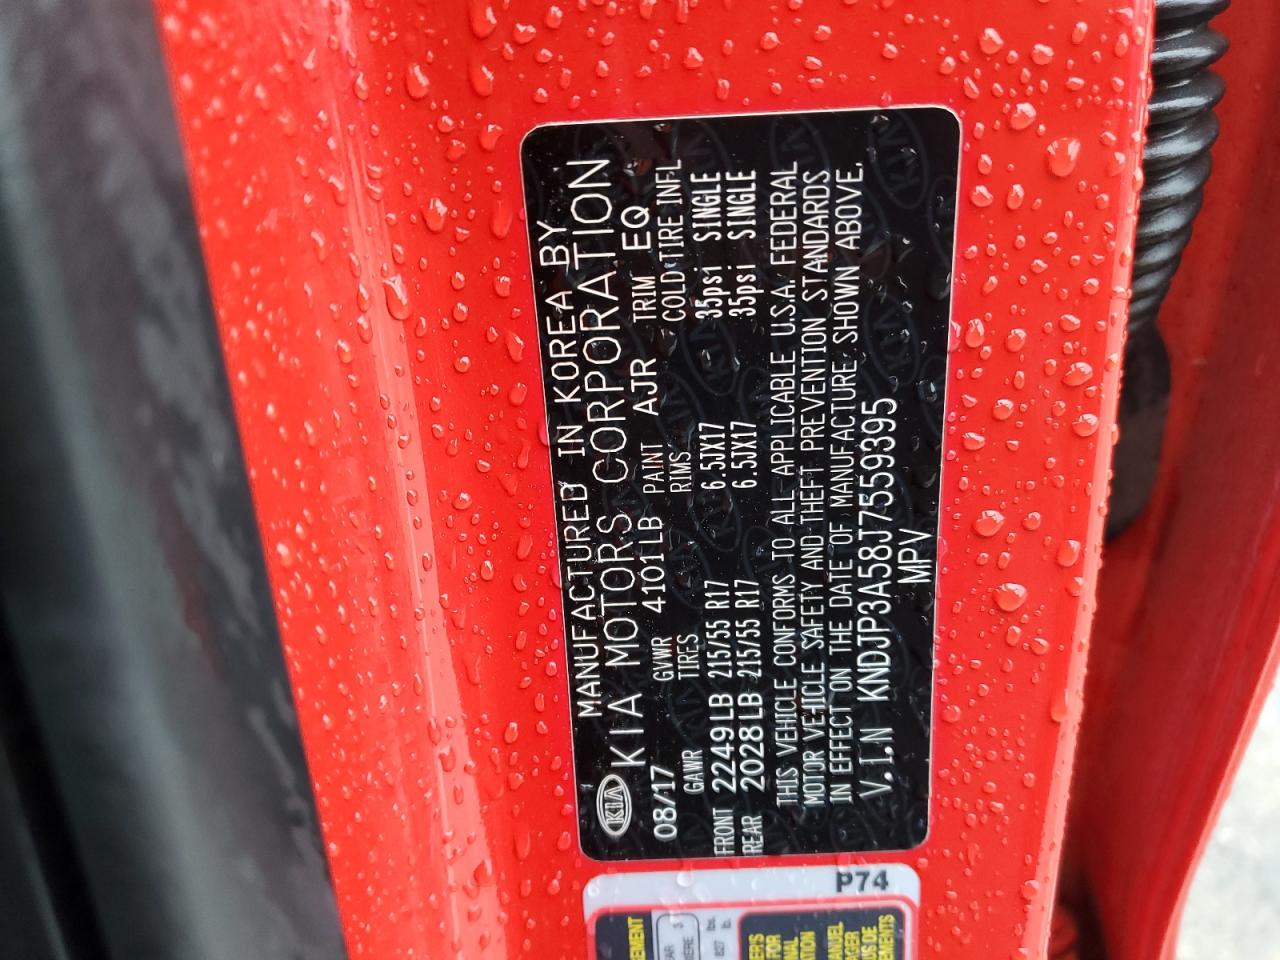 MANUFACTURED IN KOREA BY
KIA KIA MOTORS CORPORATION
08/17 GVWR 4101LB PAINT AJR TRIM EQ
GAWR TIRES RIMS COLD TIRE INFL
FRONT 2249LB 215/55 R17 6.5JX17 35psi SINGLE
REAR 2028LB 215/55 R17 6.5JX17 35psi SINGLE
THIS VEHICLE CONFORMS TO ALL APPLICABLE U.S.A. FEDERAL
MOTOR VEHICLE SAFETY AND THEFT PREVENTION STANDARDS
IN EFFECT ON THE DATE OF MANUFACTURE SHOWN ABOVE.
V.I.N KNDJP3A58J7559395
MPV
P74